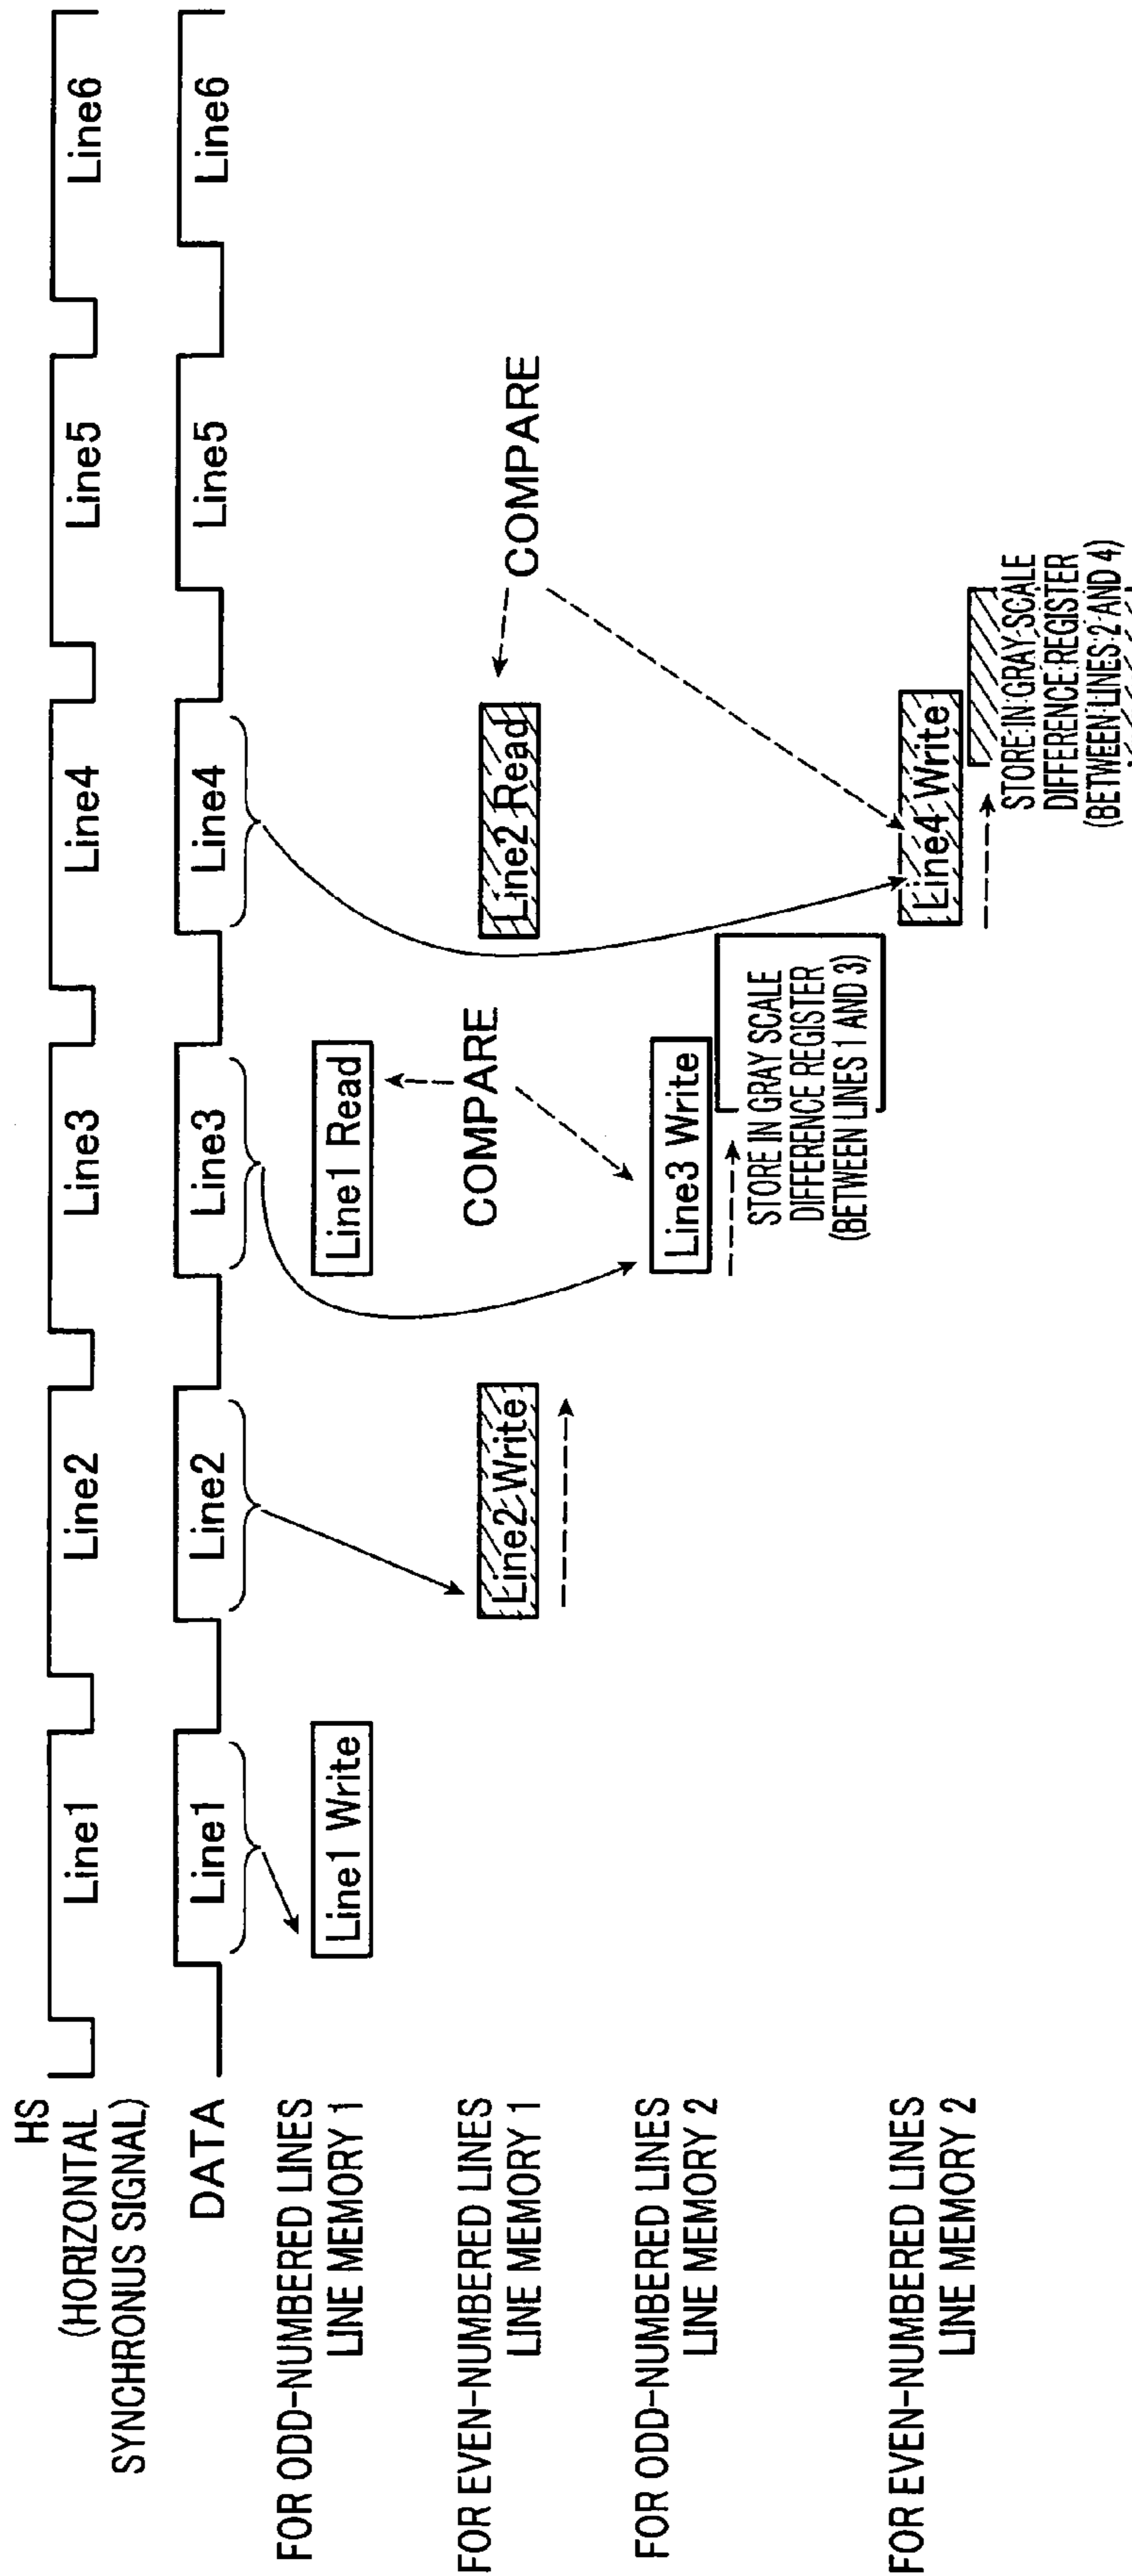 HS
(HORIZONTAL
SYNCHRONUS SIGNAL)
Line1
Line2
Line3
Line4
Line5
Line6
DATA
Line1
Line2
Line3
Line4
Line5
Line6
FOR ODD-NUMBERED LINES
LINE MEMORY 1
Line1 Write
Line1 Read
FOR EVEN-NUMBERED LINES
LINE MEMORY 1
Line2 Write
COMPARE
Line2 Read
COMPARE
FOR ODD-NUMBERED LINES
LINE MEMORY 2
Line3 Write
STORE IN GRAY SCALE
DIFFERENCE REGISTER
(BETWEEN LINES 1 AND 3)
FOR EVEN-NUMBERED LINES
LINE MEMORY 2
Line4 Write
STORE IN GRAY SCALE
DIFFERENCE REGISTER
(BETWEEN LINES 2 AND 4)